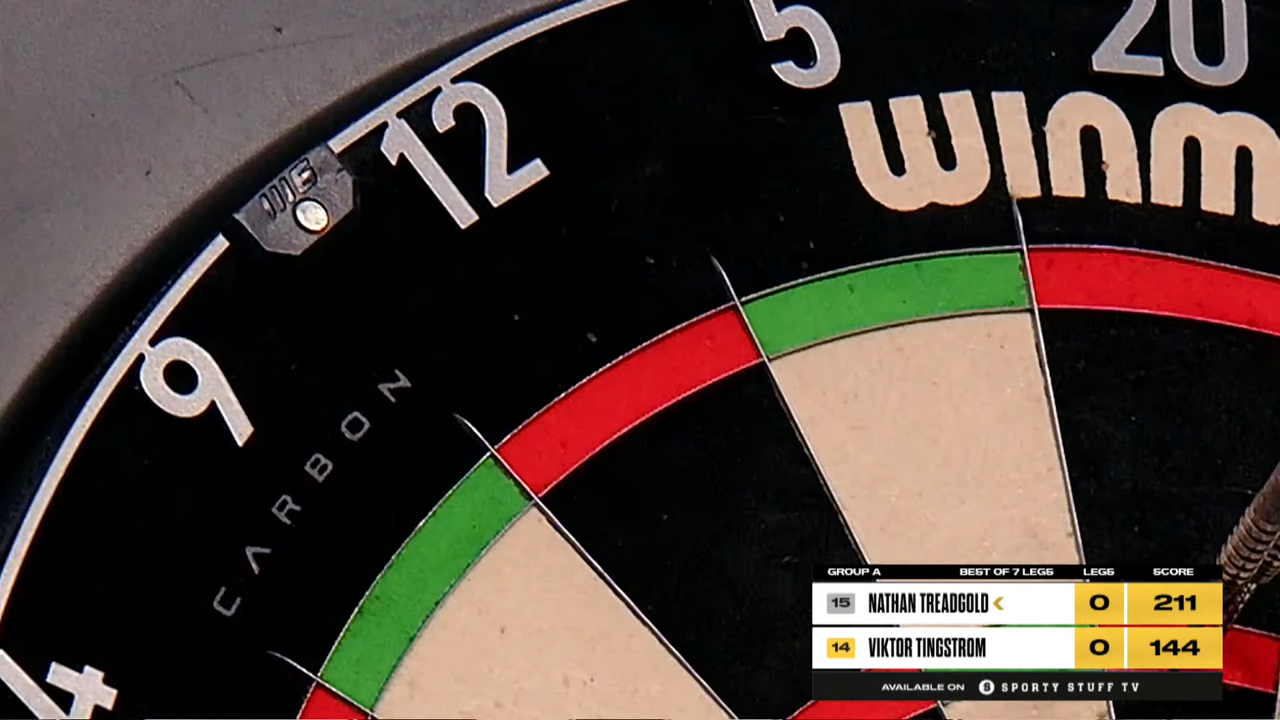 5
20
12
winm
9
CARBON
4
GROUP A BEST OF 7 LEGS LEGS SCORE
15 NATHAN TREADGOLD 0 211
14 VIKTOR TINGSTROM 0 144
AVAILABLE ON S SPORTY STUFF TV